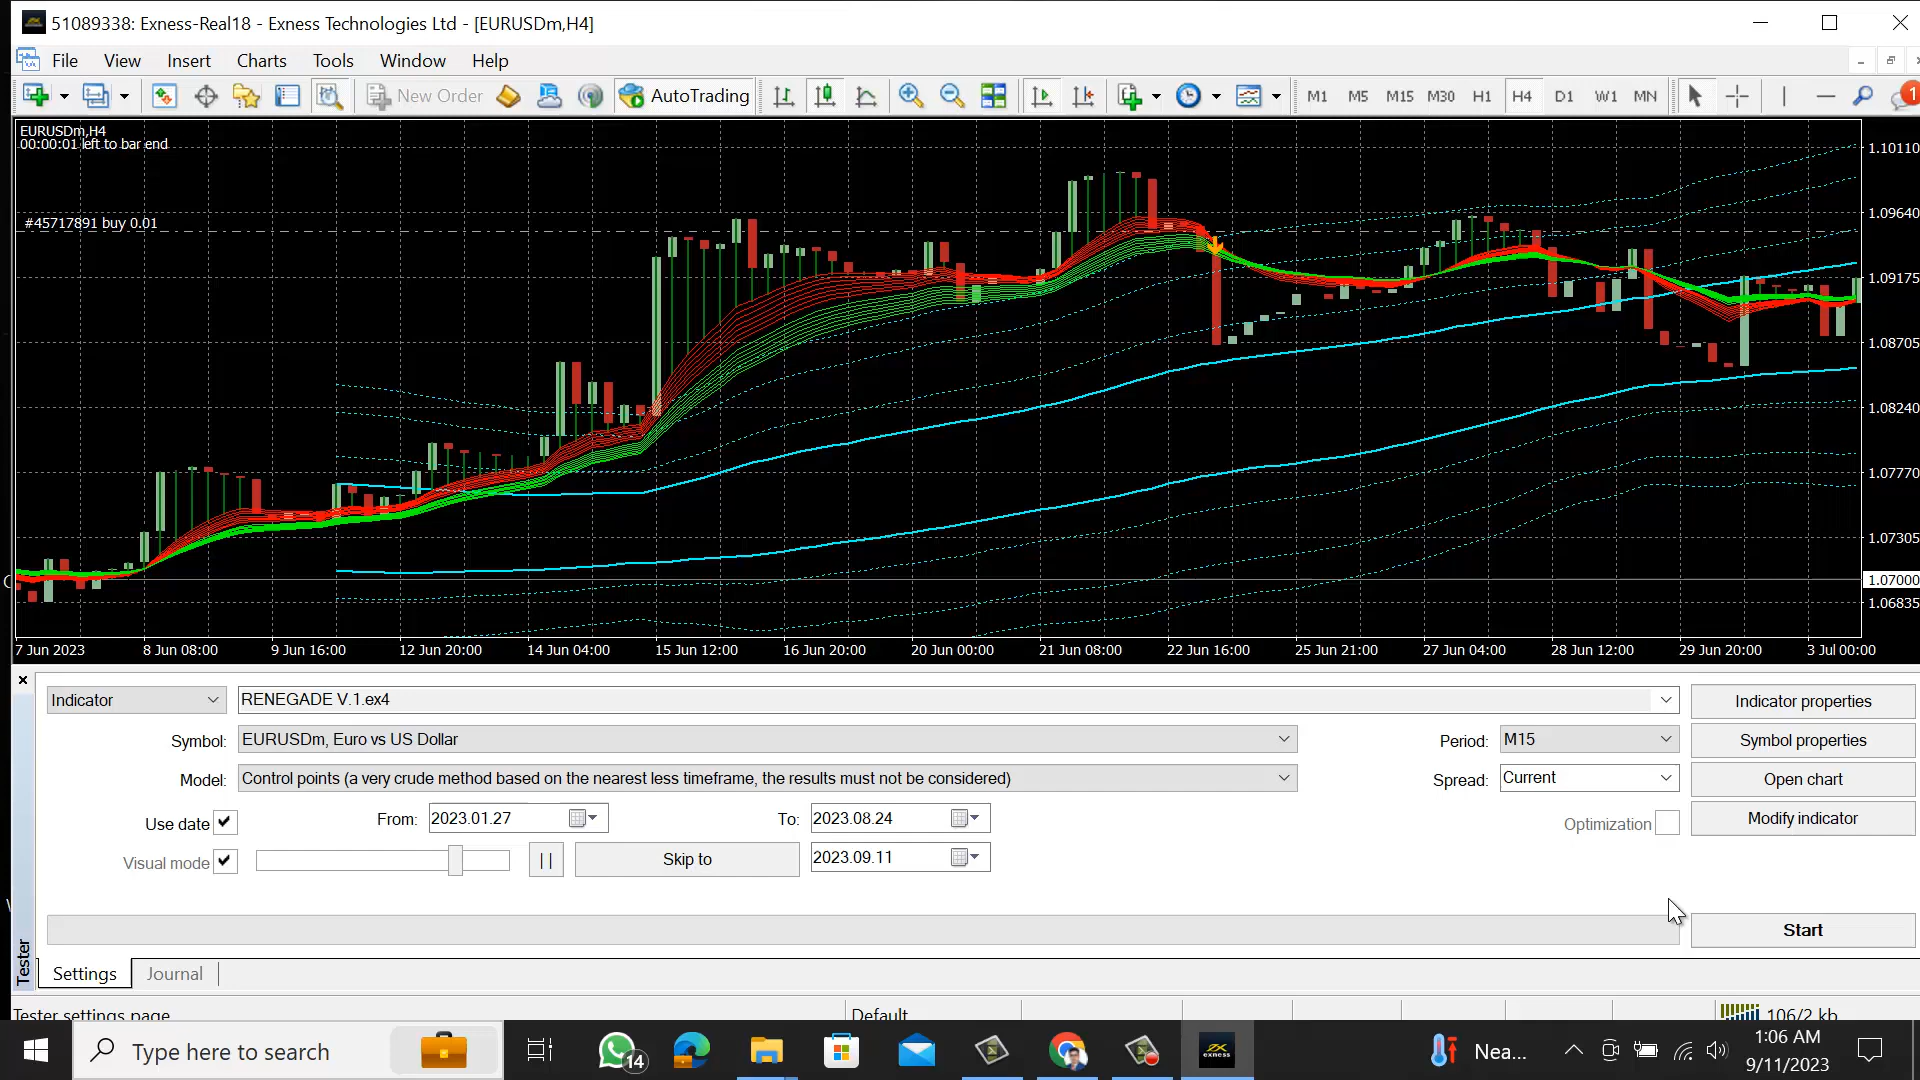 51089338: Exness-Real18 - Exness Technologies Ltd - [EURUSDm,H4]
File View Insert Charts Tools Window Help
New Order AutoTrading M1 M5 M15 M30 H1 H4 D1 W1 MN 1
EURUSDm,H4
00:00:01 left to bar end
#45717891 buy 0.01
1.10110
1.09640
1.09175
1.08705
1.08240
1.07770
1.07305
1.07000
1.06835
7 Jun 2023 8 Jun 08:00 9 Jun 16:00 12 Jun 20:00 14 Jun 04:00 15 Jun 12:00 16 Jun 20:00 20 Jun 00:00 21 Jun 08:00 22 Jun 16:00 25 Jun 21:00 27 Jun 04:00 28 Jun 12:00 29 Jun 20:00 3 Jul 00:00
Indicator RENEGADE V.1.ex4 Indicator properties
Symbol: EURUSDm, Euro vs US Dollar Period: M15 Symbol properties
Model: Control points (a very crude method based on the nearest less timeframe, the results must not be considered) Spread: Current Open chart
Use date From: 2023.01.27 To: 2023.08.24 Optimization Modify indicator
Visual mode Skip to 2023.09.11
Start
Tester
Settings Journal
Tester settings page Default 106/2 kb
Type here to search 14 exness Nea... 1:06 AM
9/11/2023